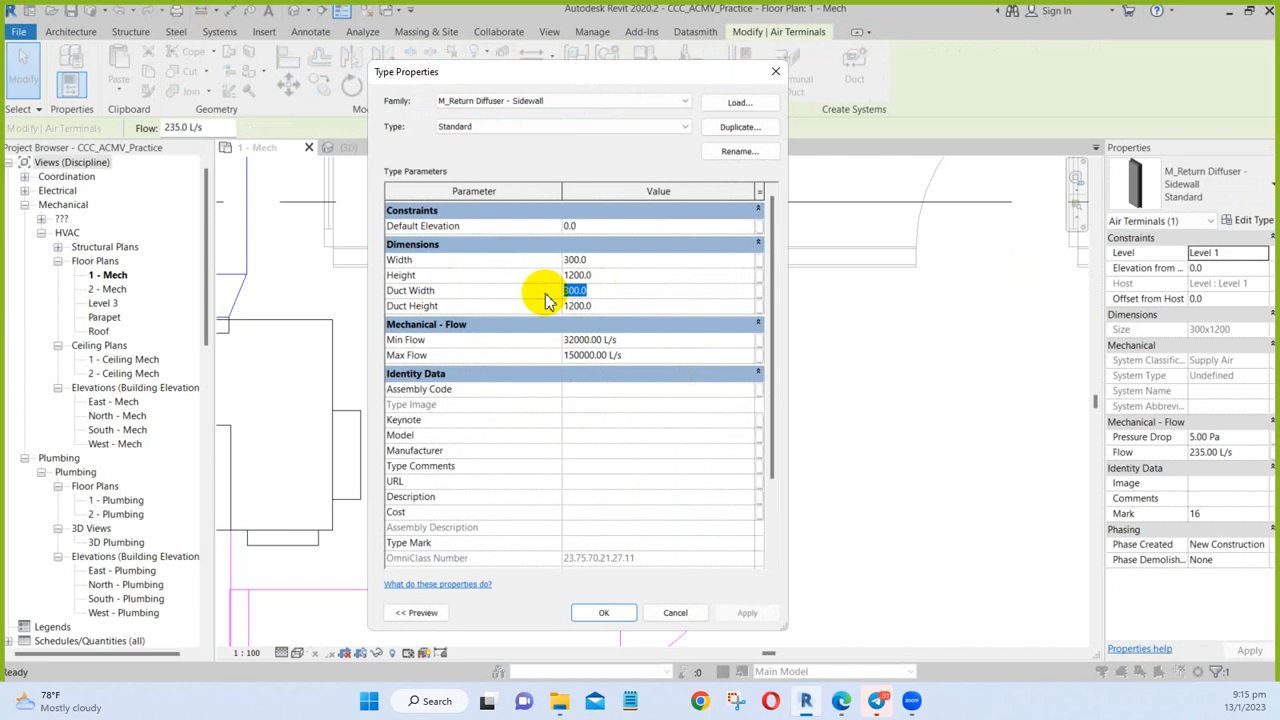 Autodesk Revit 2020.2 - CCC_ACMV_Practice - Floor Plan: 1 - Mech
Sign In
File Architecture Structure Steel Systems Insert Annotate Analyze Massing & Site Collaborate View Manage Add-Ins Datasmith Modify | Air Terminals
Modify
Properties
Paste
Cope
Cut
Join
Duct
Select Properties Clipboard Geometry Create Systems
Modify | Air Terminals Flow: 235.0 L/s
Project Browser - CCC_ACMV_Practice
Views (Discipline)
Coordination
Electrical
Mechanical
???
HVAC
Structural Plans
Floor Plans
1 - Mech
2 - Mech
Level 3
Parapet
Roof
Ceiling Plans
1 - Ceiling Mech
2 - Ceiling Mech
Elevations (Building Elevation
East - Mech
North - Mech
South - Mech
West - Mech
Plumbing
Plumbing
Floor Plans
1 - Plumbing
2 - Plumbing
3D Views
3D Plumbing
Elevations (Building Elevation
East - Plumbing
North - Plumbing
South - Plumbing
West - Plumbing
Legends
Schedules/Quantities (all)
1 - Mech
Type Properties
Family: M_Return Diffuser - Sidewall Load...
Type: Standard Duplicate...
Rename...
Type Parameters
Parameter Value =
Constraints
Default Elevation 0.0
Dimensions
Width 300.0
Height 1200.0
Duct Width 300.0
Duct Height 1200.0
Mechanical - Flow
Min Flow 32000.00 L/s
Max Flow 150000.00 L/s
Identity Data
Assembly Code
Type Image
Keynote
Model
Manufacturer
Type Comments
URL
Description
Cost
Assembly Description
Type Mark
OmniClass Number 23.75.70.21.27.11
What do these properties do?
<< Preview OK Cancel Apply
Properties
M_Return Diffuser -
Sidewall
Standard
Air Terminals (1) Edit Type
Constraints
Level Level 1
Elevation from ... 0.0
Host Level : Level 1
Offset from Host 0.0
Dimensions
Size 300x1200
Mechanical
System Classific... Supply Air
System Type Undefined
System Name
System Abbrevi...
Mechanical - Flow
Pressure Drop 5.00 Pa
Flow 235.00 L/s
Identity Data
Image
Comments
Mark 16
Phasing
Phase Created New Construction
Phase Demolish... None
Properties help Apply
1 : 100
Ready :0 Main Model :1
78°F
Mostly cloudy
Search
9:15 pm
13/1/2023